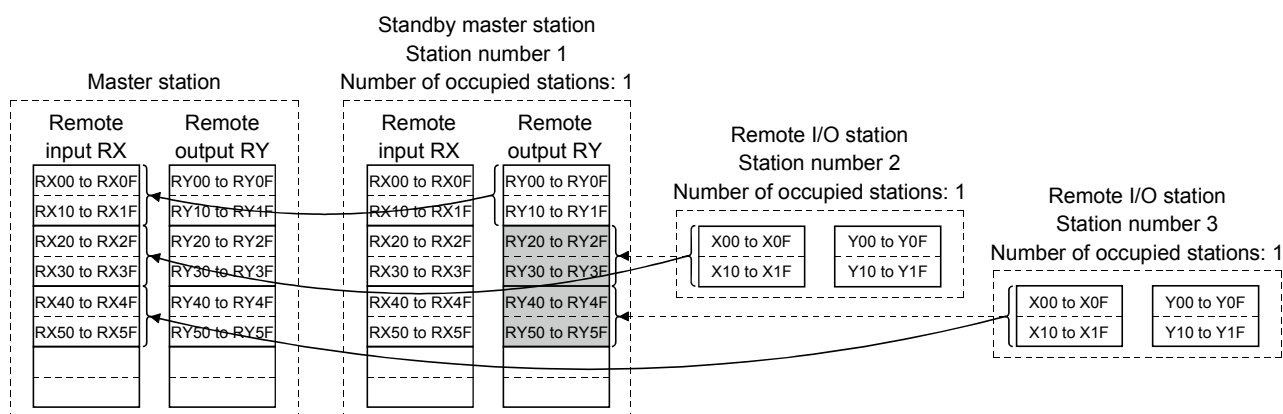 Master station
Remote
input RX
Remote
output RY
RX00 to RX0F
RX10 to RX1F
RX20 to RX2F
RX30 to RX3F
RX40 to RX4F
RX50 to RX5F
RY00 to RY0F
RY10 to RY1F
RY20 to RY2F
RY30 to RY3F
RY40 to RY4F
RY50 to RY5F
Standby master station
Station number 1
Number of occupied stations: 1
Remote
input RX
Remote
output RY
RX00 to RX0F
RX10 to RX1F
RX20 to RX2F
RX30 to RX3F
RX40 to RX4F
RX50 to RX5F
RY00 to RY0F
RY10 to RY1F
RY20 to RY2F
RY30 to RY3F
RY40 to RY4F
RY50 to RY5F
Remote I/O station
Station number 2
Number of occupied stations: 1
X00 to X0F
X10 to X1F
Y00 to Y0F
Y10 to Y1F
Remote I/O station
Station number 3
Number of occupied stations: 1
X00 to X0F
X10 to X1F
Y00 to Y0F
Y10 to Y1F